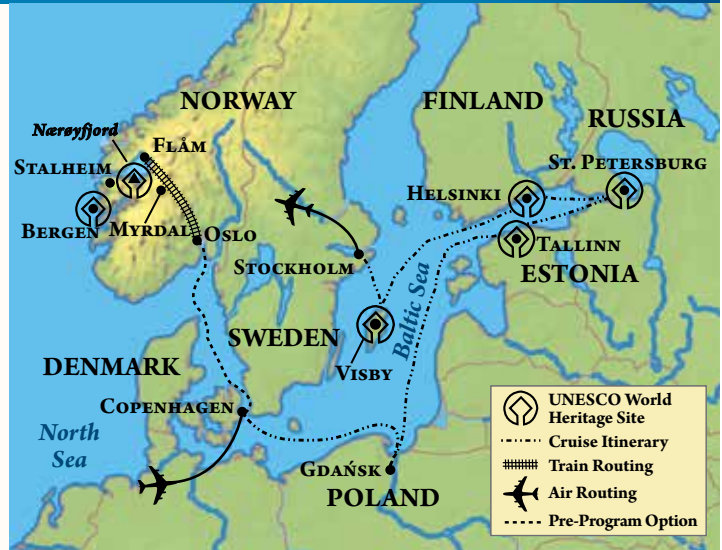 NORWAY
FINLAND
RUSSIA
Nærøyfjord
FLÅM
STALHEIM
ST. PETERSBURG
HELSINKI
BERGEN
MYRDAL
OSLO
TALLINN
STOCKHOLM
ESTONIA
Baltic Sea
SWEDEN
VISBY
DENMARK
COPENHAGEN
North
Sea
GDAŃSK
POLAND
UNESCO WORLD
HERITAGE SITE
CRUISE ITINERARY
TRAIN ROUTING
AIR ROUTING
PRE-PROGRAM OPTION